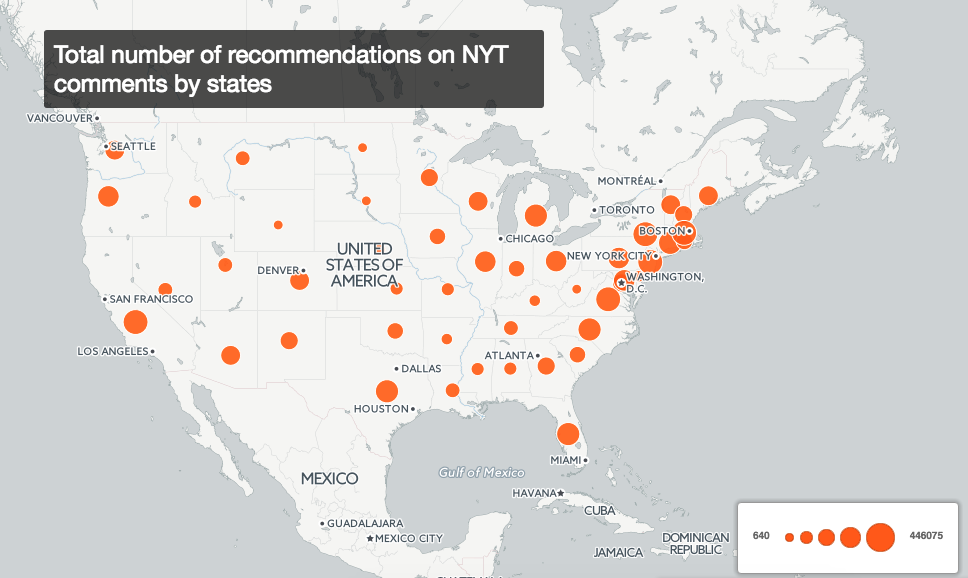 Total number of recommendations on NYT
comments by states
VANCOUVER
SEATTLE
MONTRÉAL
TORONTO
BOSTON
CHICAGO
NEW YORK CITY
UNITED
STATES OF
AMERICA
DENVER
WASHINGTON,
D.C.
SAN FRANCISCO
LOS ANGELES
ATLANTA
DALLAS
HOUSTON
MIAMI
Gulf of Mexico
MEXICO
HAVANA
CUBA
GUADALAJARA
MEXICO CITY
DOMINICAN
REPUBLIC
JAMAICA
640
446075